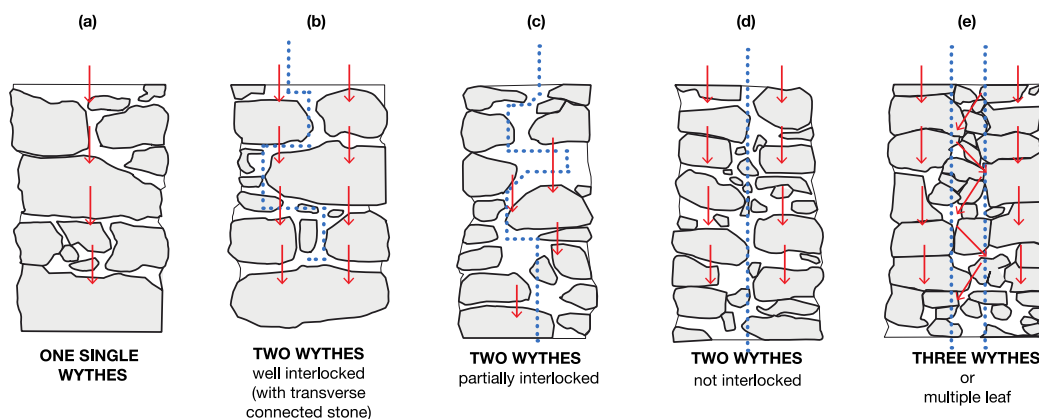 (a)
(b)
(c)
(d)
(e)
ONE SINGLE
WYTHES
TWO WYTHES
well interlocked
(with transverse
connected stone)
TWO WYTHES
partially interlocked
TWO WYTHES
not interlocked
THREE WYTHES
or
multiple leaf